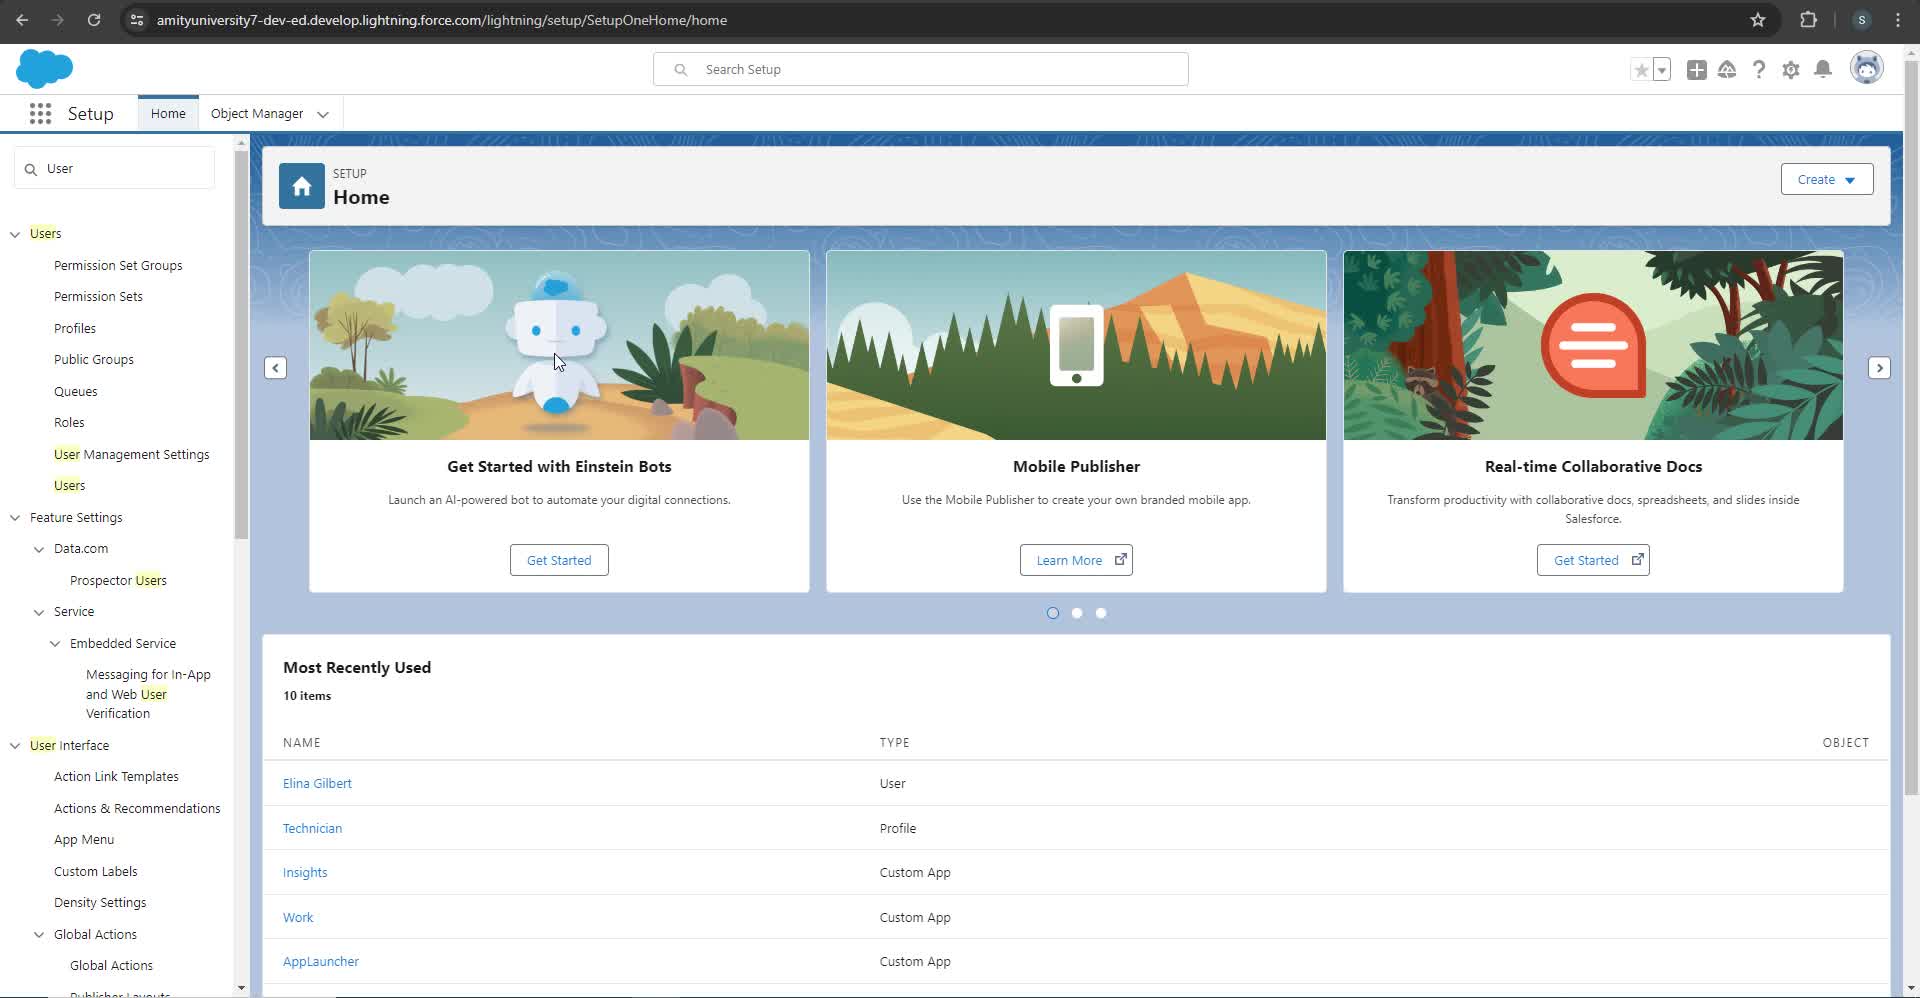 amityuniversity7-dev-ed.develop.lightning.force.com/lightning/setup/SetupOneHome/home
S
Search Setup
Setup
Home
Object Manager
User
Users
Permission Set Groups
Permission Sets
Profiles
Public Groups
Queues
Roles
User Management Settings
Users
Feature Settings
Data.com
Prospector Users
Service
Embedded Service
Messaging for In-App
and Web User
Verification
User Interface
Action Link Templates
Actions & Recommendations
App Menu
Custom Labels
Density Settings
Global Actions
Global Actions
Publisher Layouts
SETUP
Home
Create
Get Started with Einstein Bots
Launch an AI-powered bot to automate your digital connections.
Get Started
Mobile Publisher
Use the Mobile Publisher to create your own branded mobile app.
Learn More
Real-time Collaborative Docs
Transform productivity with collaborative docs, spreadsheets, and slides inside
Salesforce.
Get Started
Most Recently Used
10 items
NAME TYPE OBJECT
Elina Gilbert User
Technician Profile
Insights Custom App
Work Custom App
AppLauncher Custom App